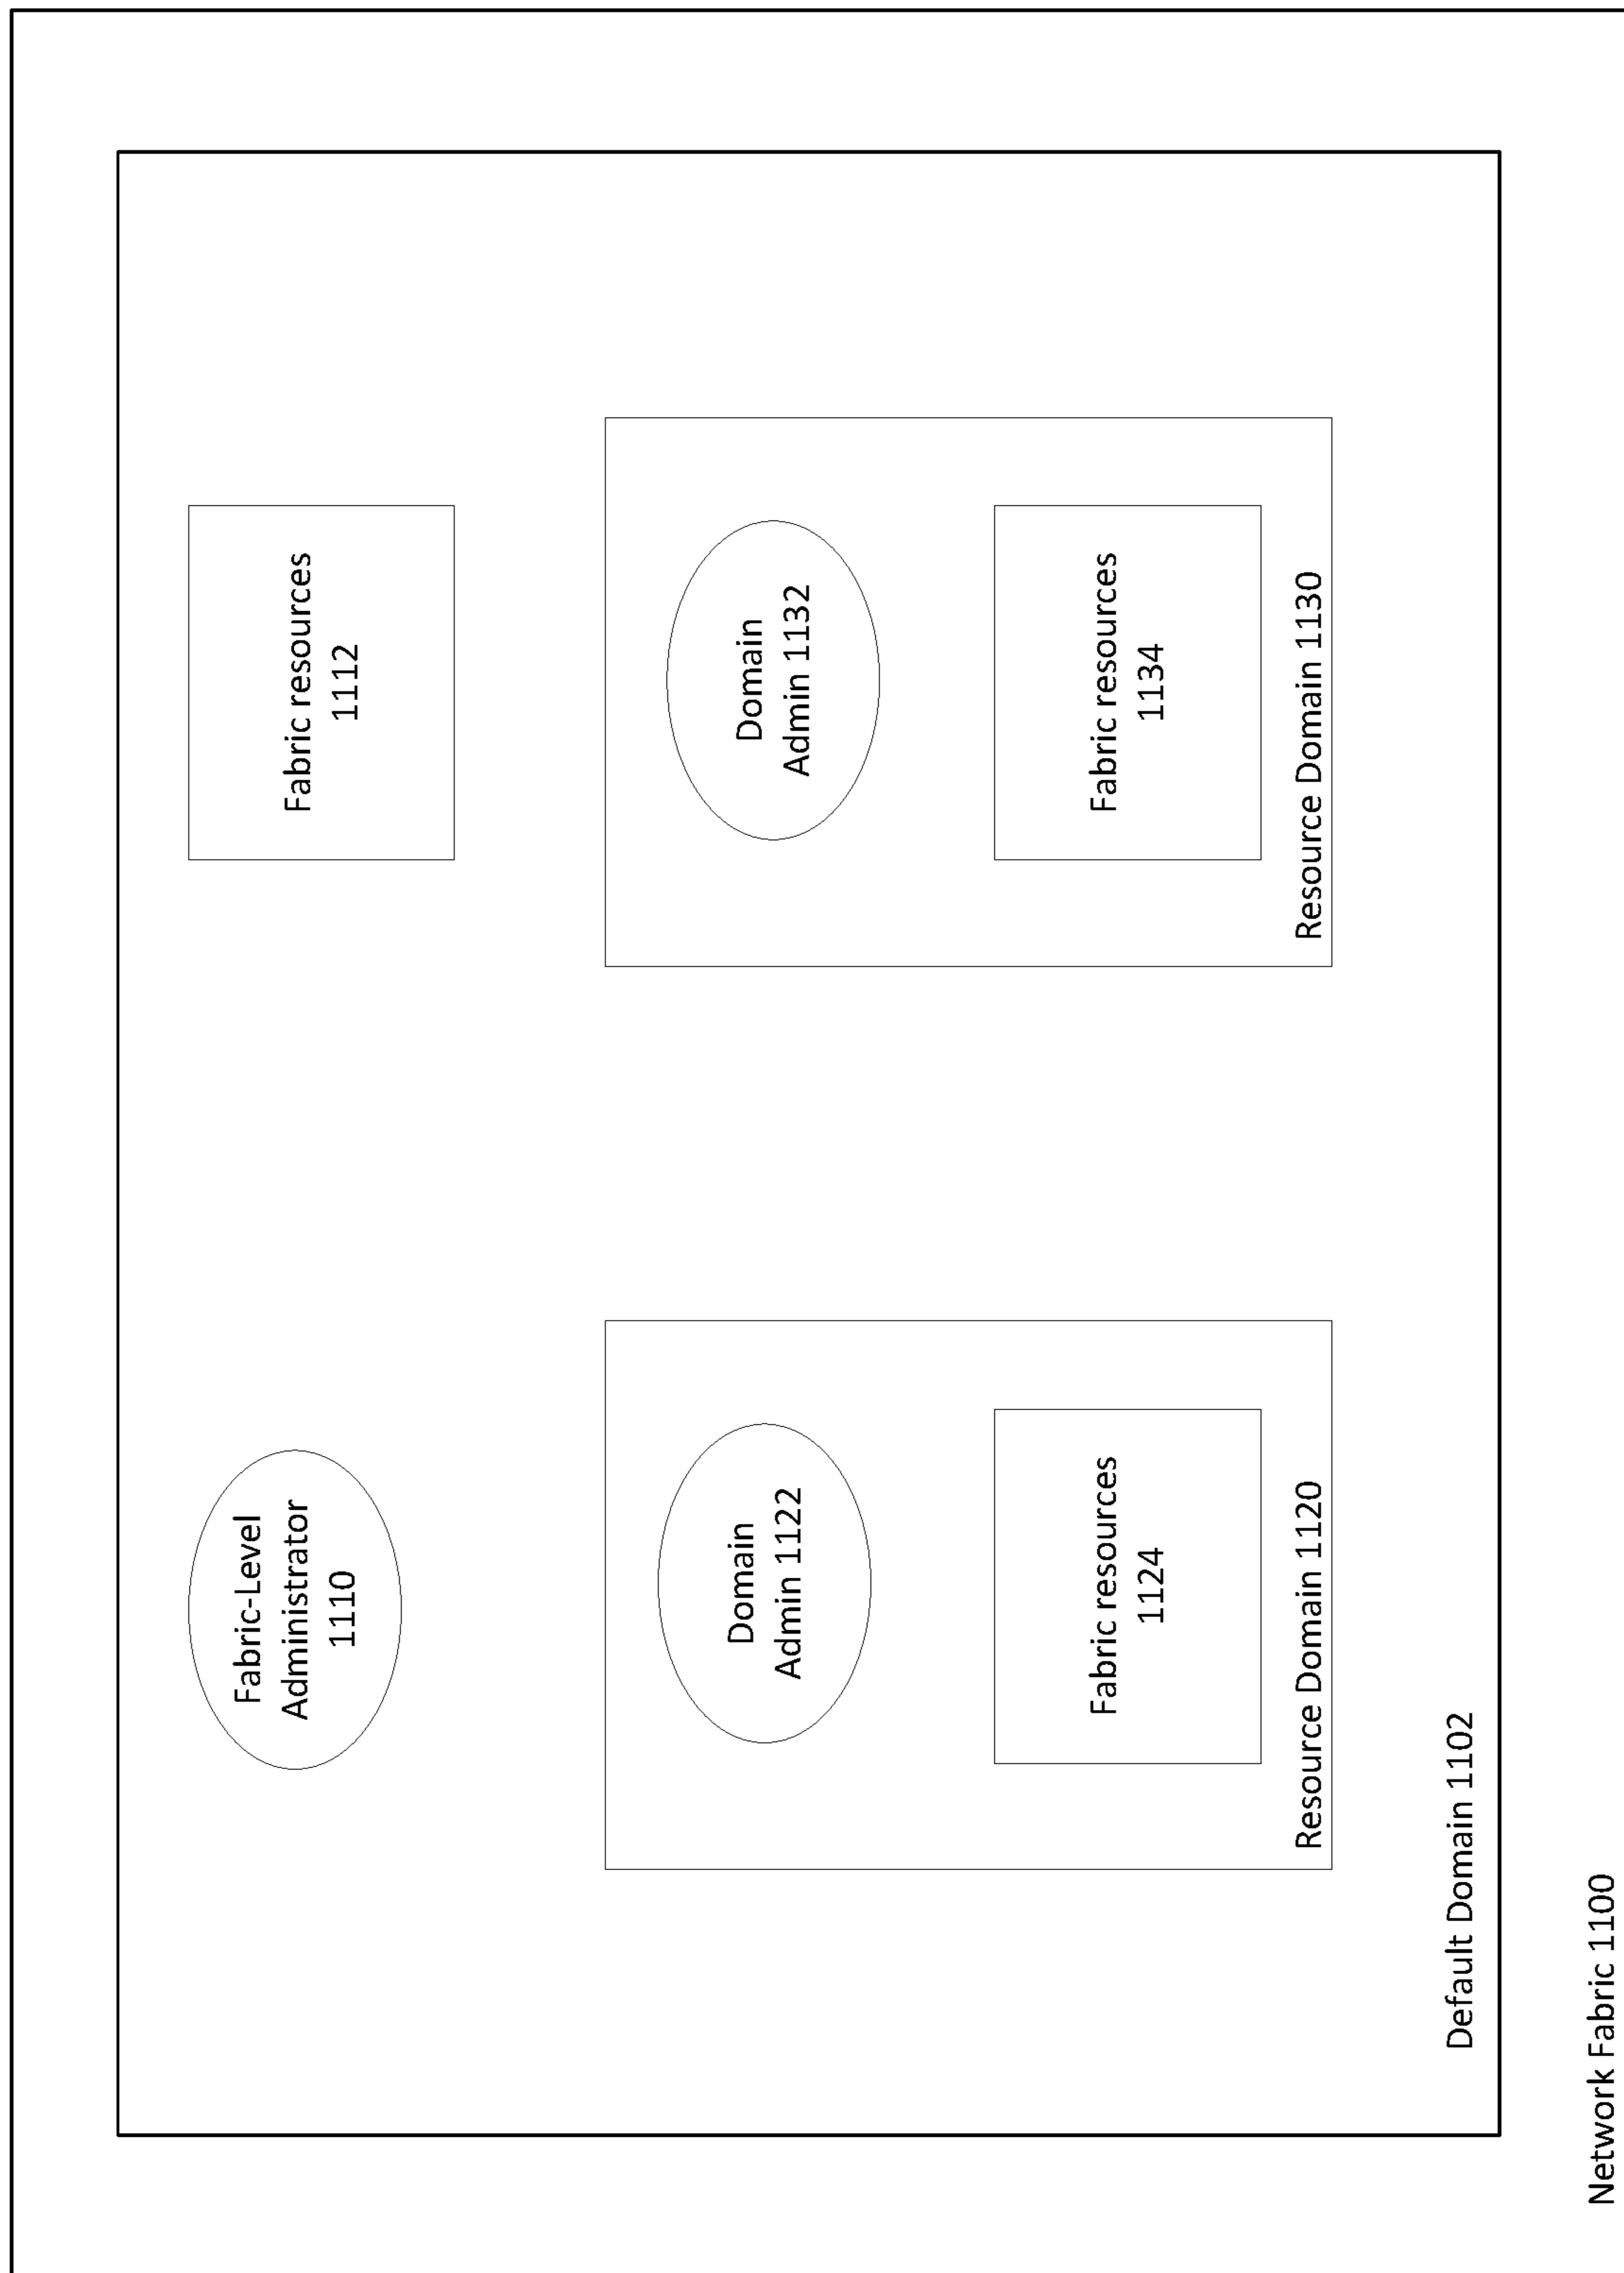 Fabric-Level
Administrator
1110
Fabric resources
1112
Domain
Admin 1122
Fabric resources
1124
Resource Domain 1120
Domain
Admin 1132
Fabric resources
1134
Resource Domain 1130
Default Domain 1102
Network Fabric 1100